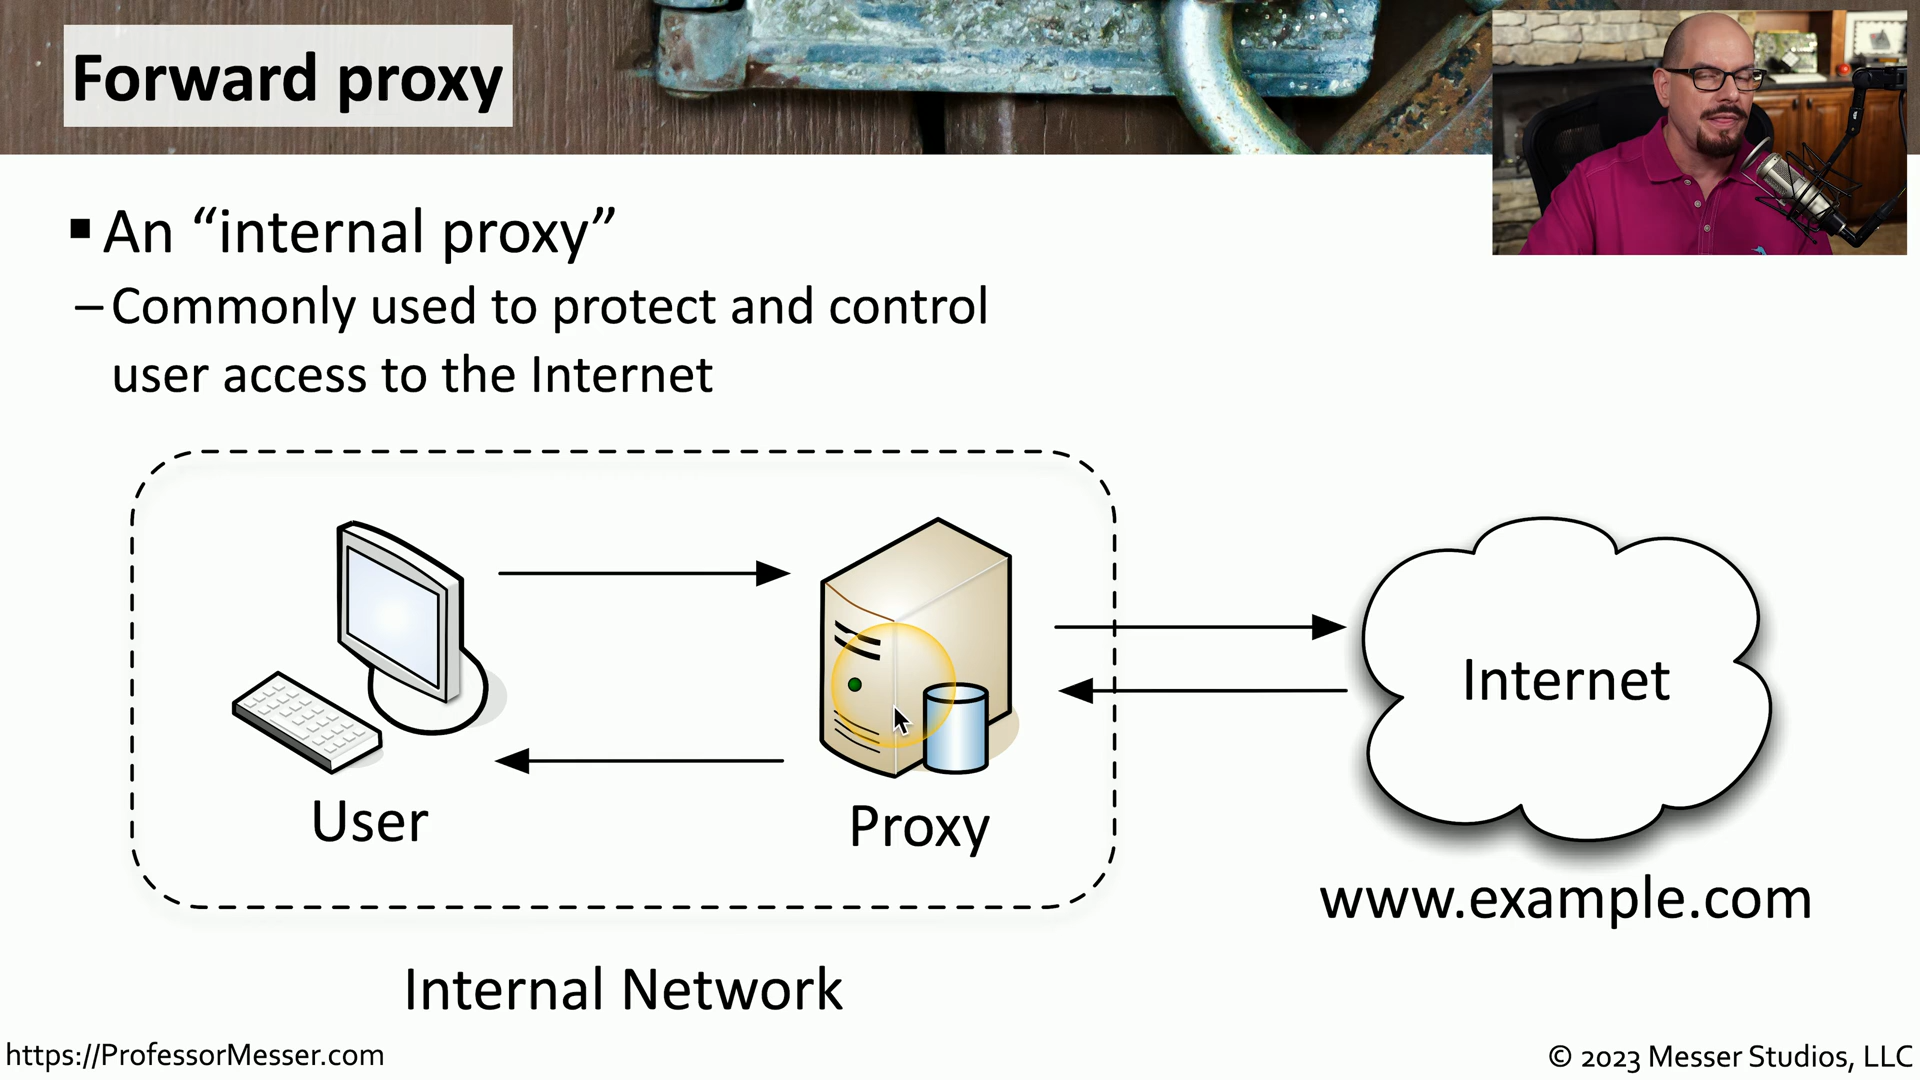 Forward proxy
▪ An “internal proxy”
– Commonly used to protect and control
user access to the Internet
User
Proxy
Internet
www.example.com
Internal Network
https://ProfessorMesser.com
© 2023 Messer Studios, LLC